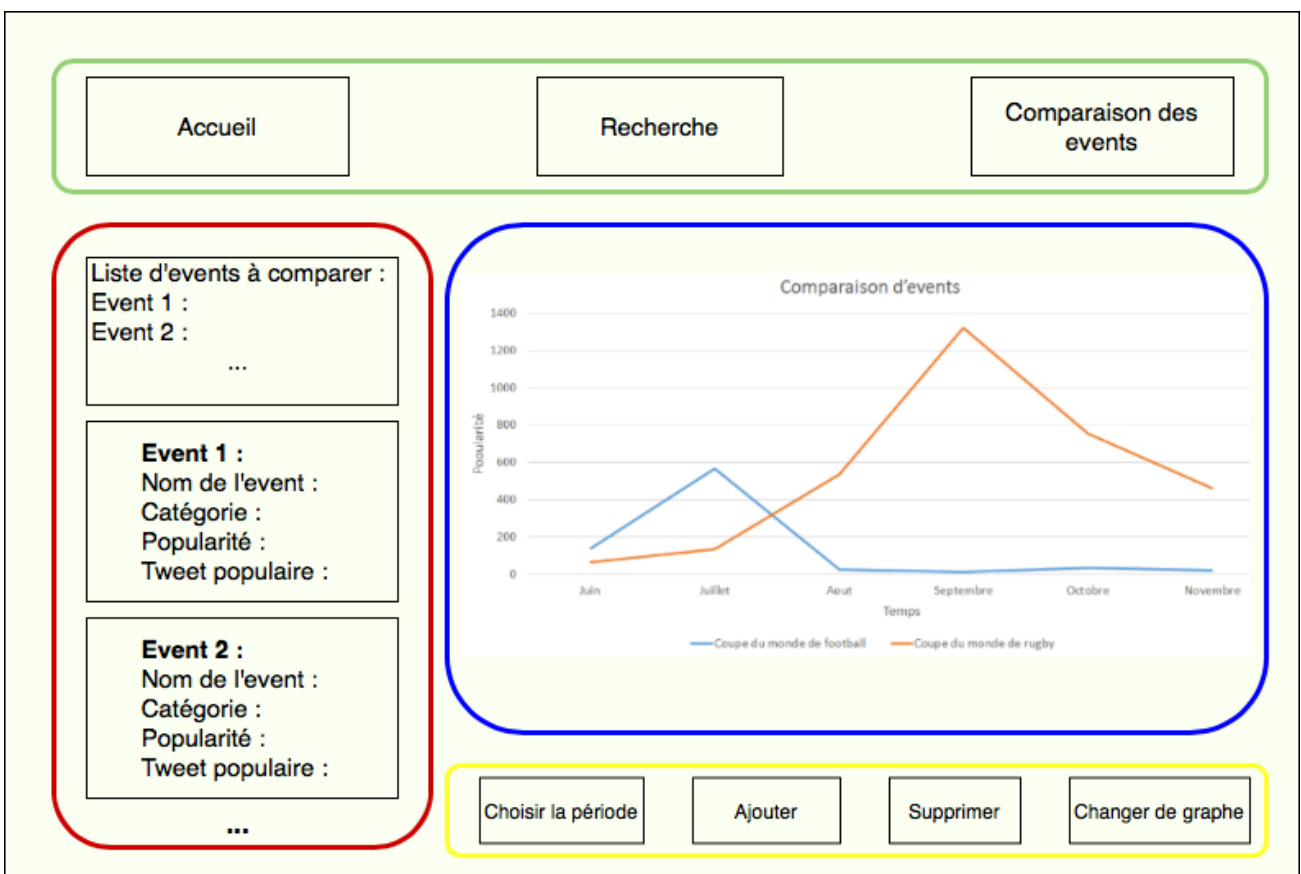 Accueil
Recherche
Comparaison des
events
Liste d'events à comparer :
Event 1 :
Event 2 :
...
Event 1 :
Nom de l'event :
Catégorie :
Popularité :
Tweet populaire :
Event 2 :
Nom de l'event :
Catégorie :
Popularité :
Tweet populaire :
...
Comparaison d'events
Popularité
1400
1200
1000
800
600
400
200
0
Juin Juillet Aout Septembre Octobre Novembre
Temps
Coupe du monde de football Coupe du monde de rugby
Choisir la période
Ajouter
Supprimer
Changer de graphe